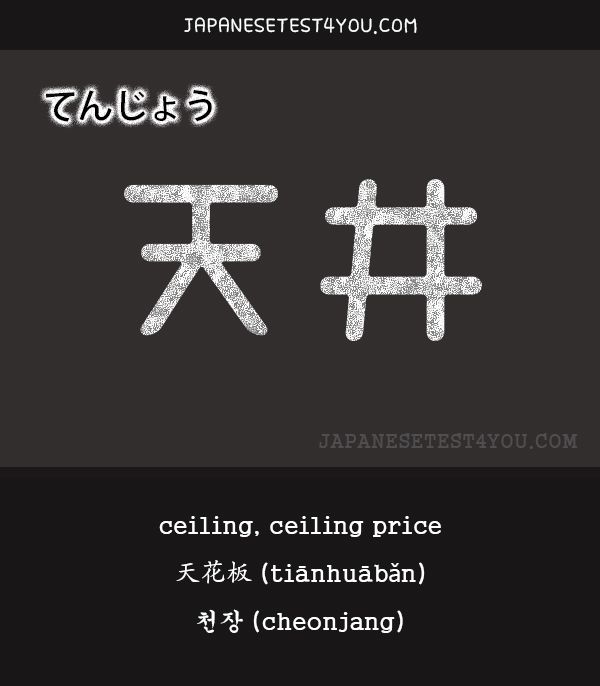 JAPANESETEST4YOU.COM
てんじょう
天井
JAPANESETEST4YOU.COM
ceiling, ceiling price
天花板 (tiānhuābǎn)
천장 (cheonjang)